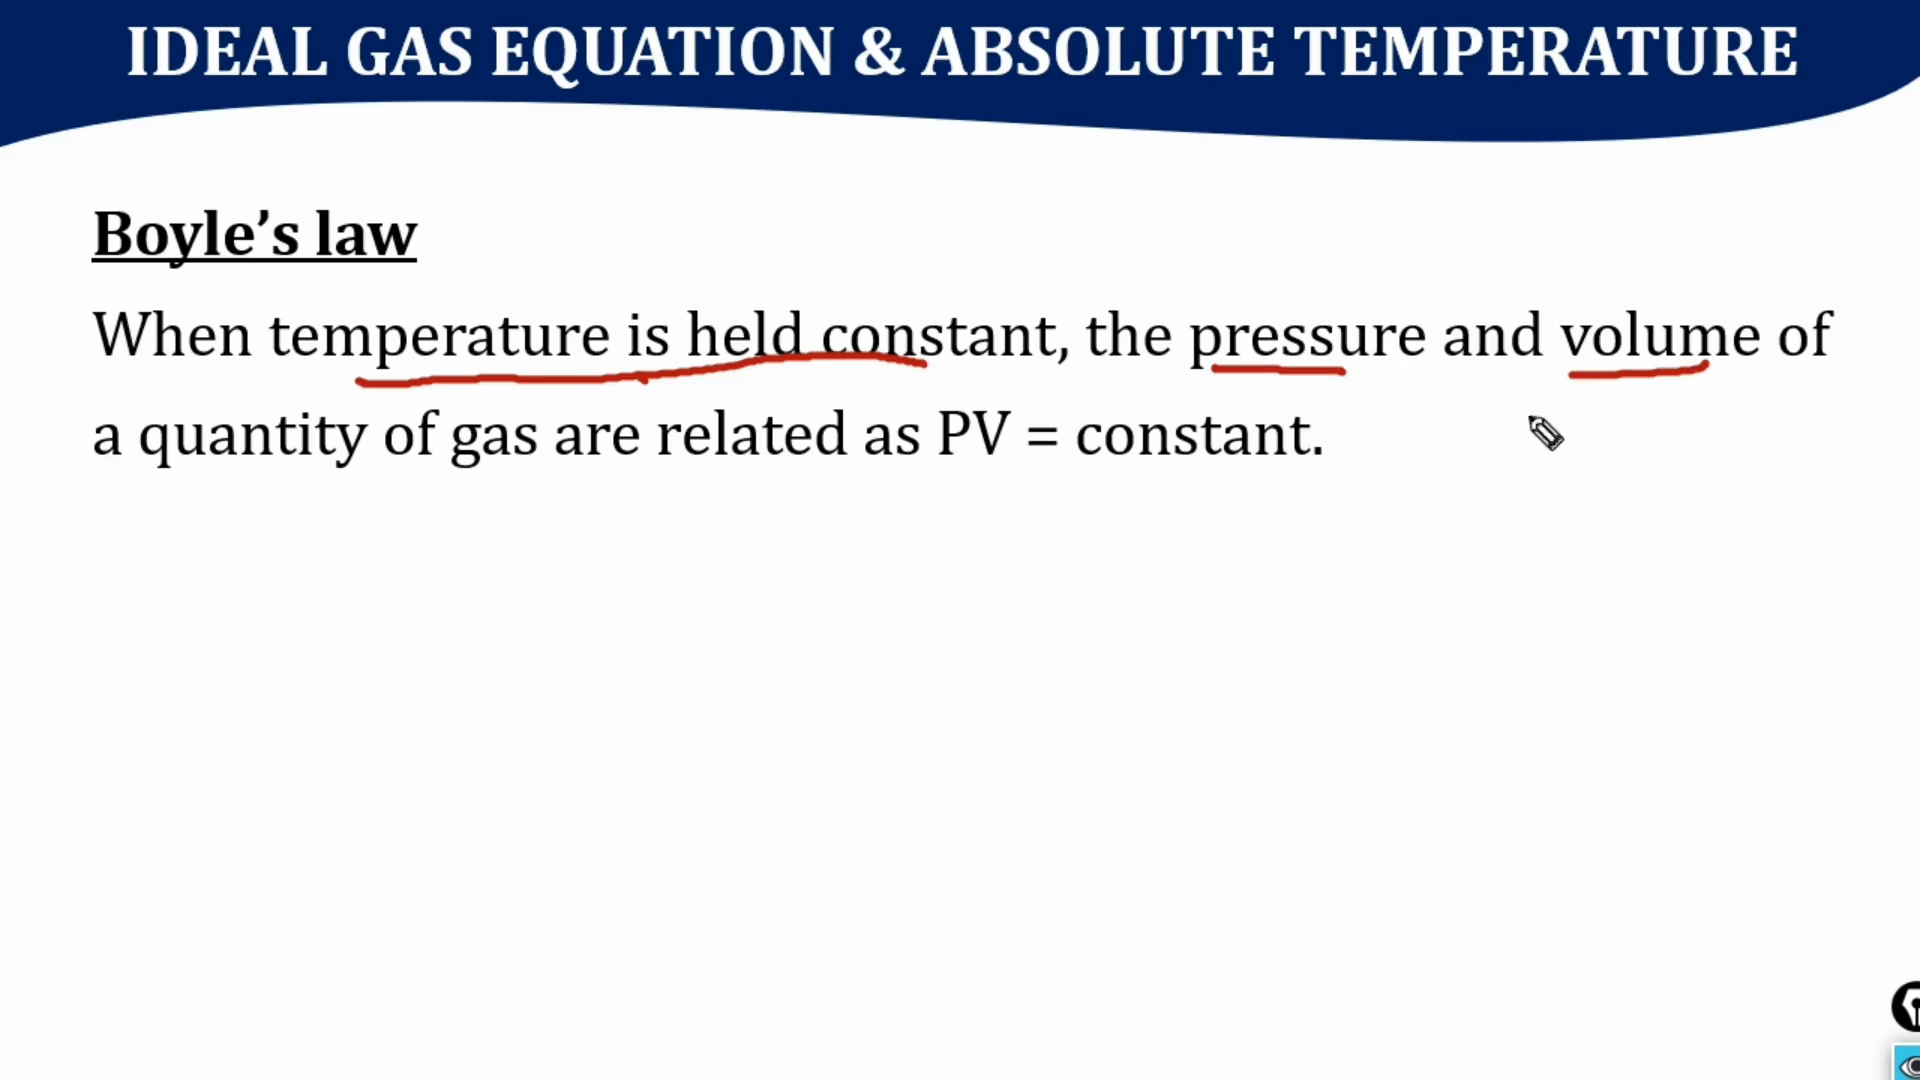 IDEAL GAS EQUATION & ABSOLUTE TEMPERATURE
Boyle’s law
When temperature is held constant, the pressure and volume of
a quantity of gas are related as PV = constant.